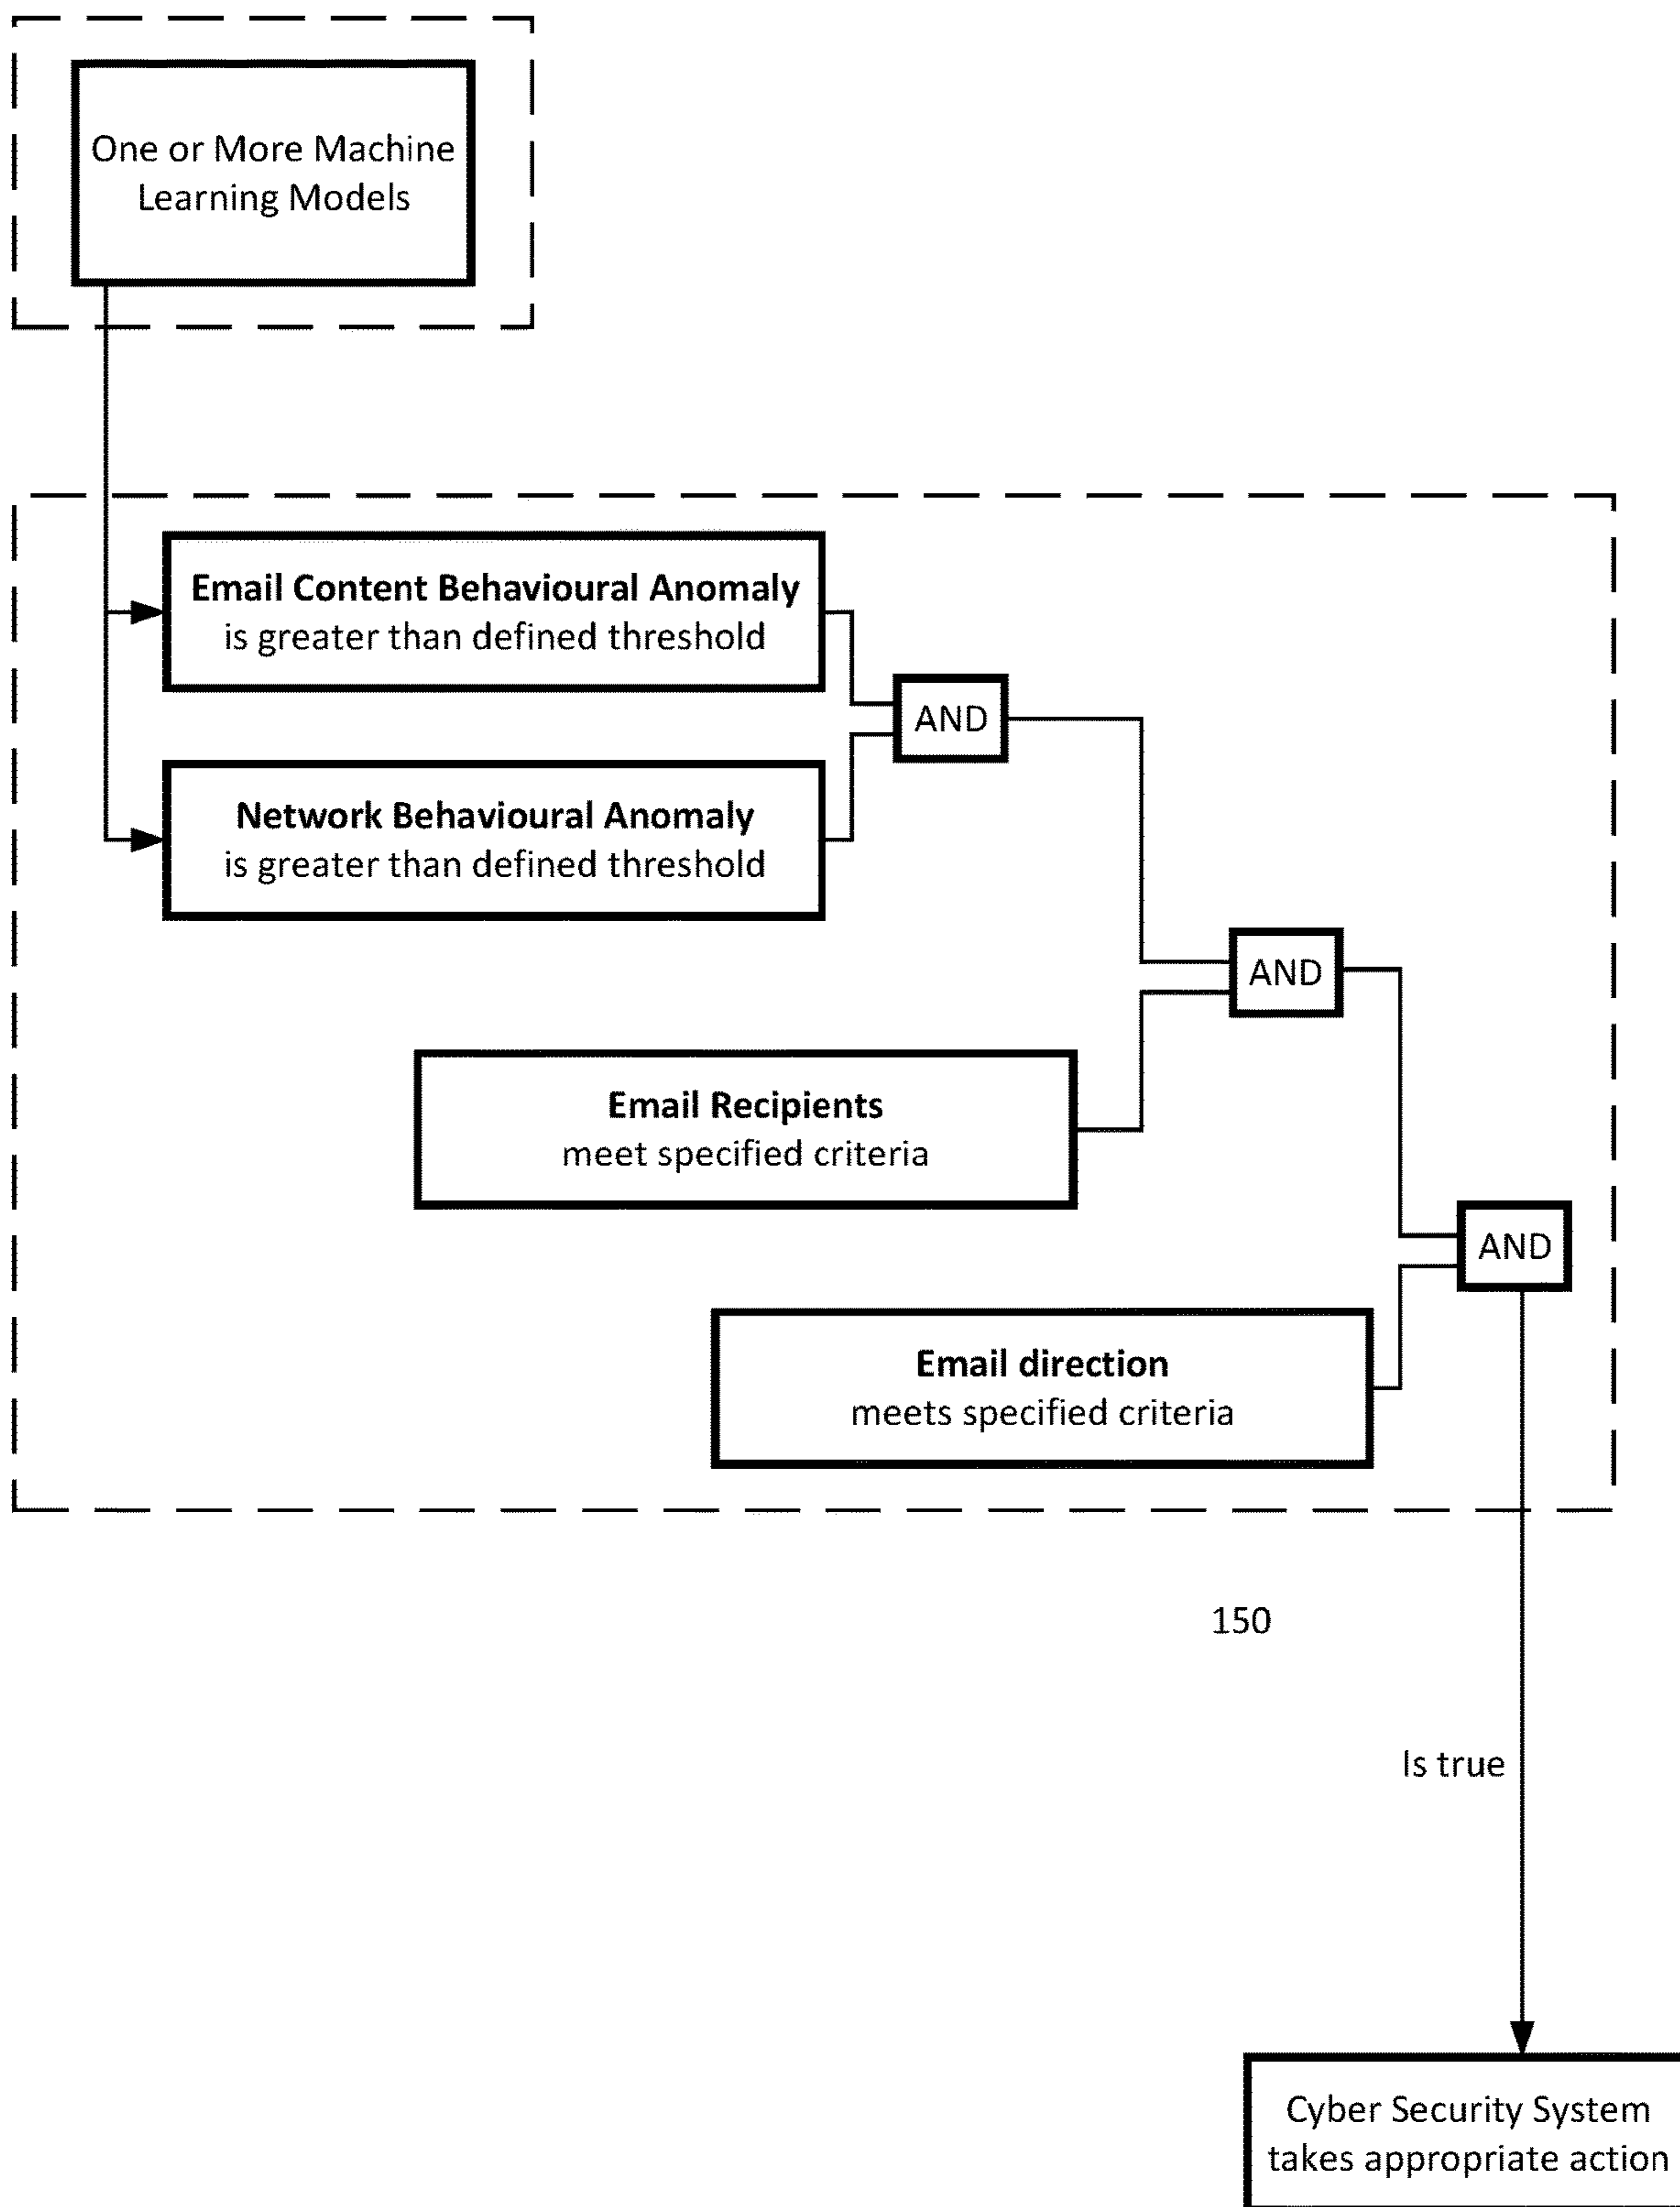 One or More Machine
Learning Models
Email Content Behavioural Anomaly
is greater than defined threshold
AND
Network Behavioural Anomaly
is greater than defined threshold
AND
Email Recipients
meet specified criteria
AND
Email direction
meets specified criteria
150
Is true
Cyber Security System
takes appropriate action